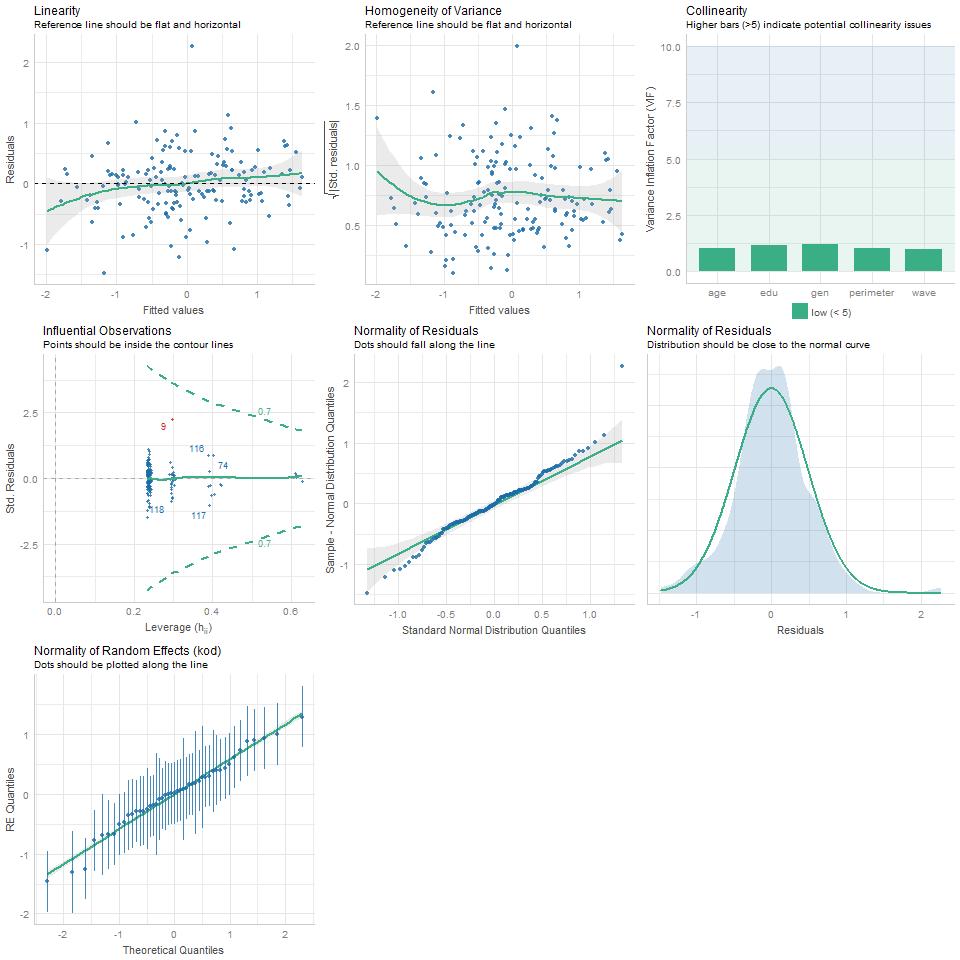 Linearity
Reference line should be flat and horizontal
Residuals
2
1
0
-1
-2
-1
0
1
Fitted values
Homogeneity of Variance
Reference line should be flat and horizontal
√|Std. residuals|
2.0
1.5
1.0
0.5
-2
-1
0
1
Fitted values
Collinearity
Higher bars (>5) indicate potential collinearity issues
Variance Inflation Factor (VIF)
10.0
7.5
5.0
2.5
0.0
age
edu
gen
perimeter
wave
low (< 5)
Influential Observations
Points should be inside the contour lines
Std. Residuals
2.5
0.0
-2.5
0.7
9
116
74
118
117
0.7
0.0
0.2
0.4
0.6
Leverage (hii)
Normality of Residuals
Dots should fall along the line
Sample - Normal Distribution Quantiles
2
1
0
-1
-1.0
-0.5
0.0
0.5
1.0
Standard Normal Distribution Quantiles
Normality of Residuals
Distribution should be close to the normal curve
-1
0
1
2
Residuals
Normality of Random Effects (kod)
Dots should be plotted along the line
RE Quantiles
1
0
-1
-2
-2
-1
0
1
2
Theoretical Quantiles